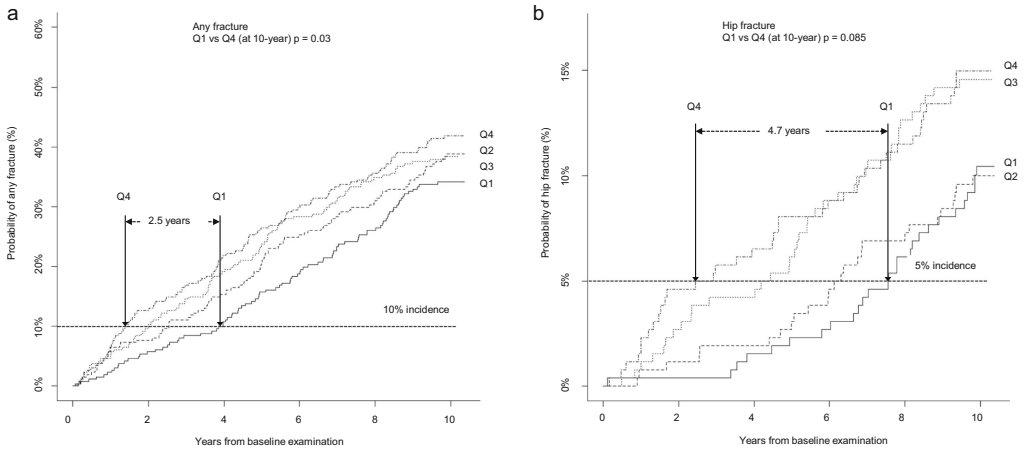 a
Any fracture
Q1 vs Q4 (at 10-year) p = 0.03
Probability of any fracture (%)
60%
50%
40%
30%
20%
10%
0%
Q4
Q2
Q3
Q1
Q4
Q1
2.5 years
10% incidence
0 2 4 6 8 10
Years from baseline examination
b
Hip fracture
Q1 vs Q4 (at 10-year) p = 0.085
Probability of hip fracture (%)
15%
10%
5%
0%
Q4
Q3
Q4
Q1
4.7 years
Q1
Q2
5% incidence
0 2 4 6 8 10
Years from baseline examination